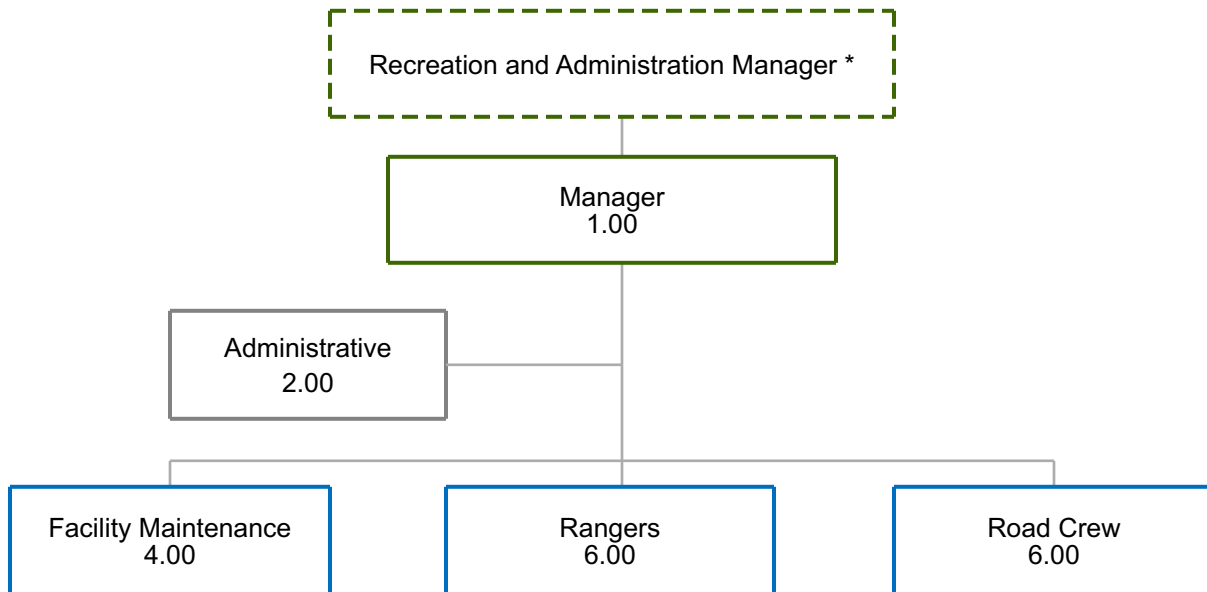 Recreation and Administration Manager *
Manager
1.00
Administrative
2.00
Facility Maintenance
4.00
Rangers
6.00
Road Crew
6.00